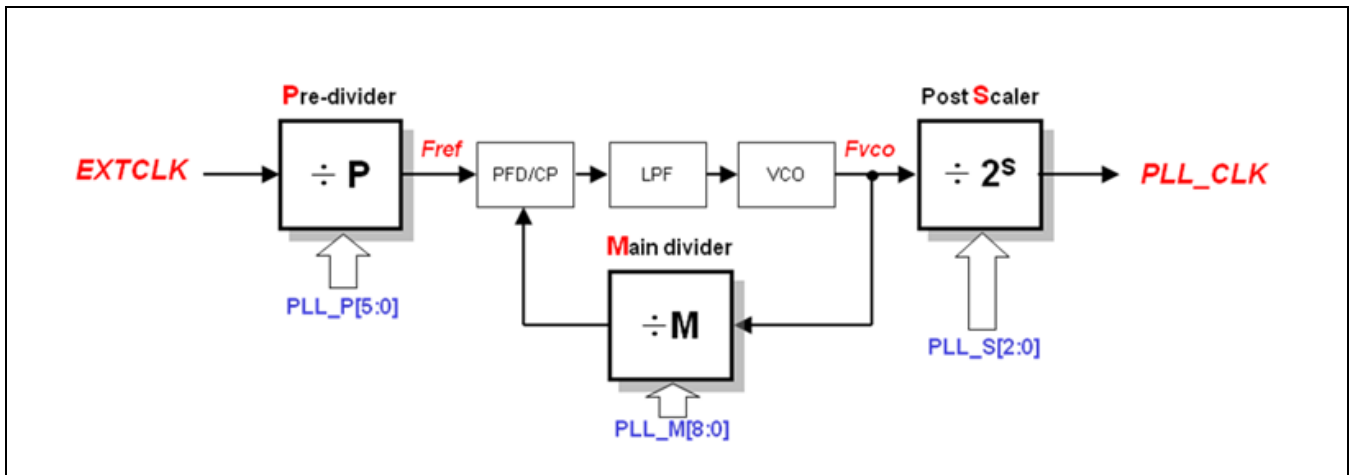 Pre-divider
Post Scaler
EXTCLK
÷ P
Fref
PFD/CP
LPF
VCO
Fvco
÷ 2ˢ
PLL_CLK
Main divider
÷ M
PLL_P[5:0]
PLL_S[2:0]
PLL_M[8:0]